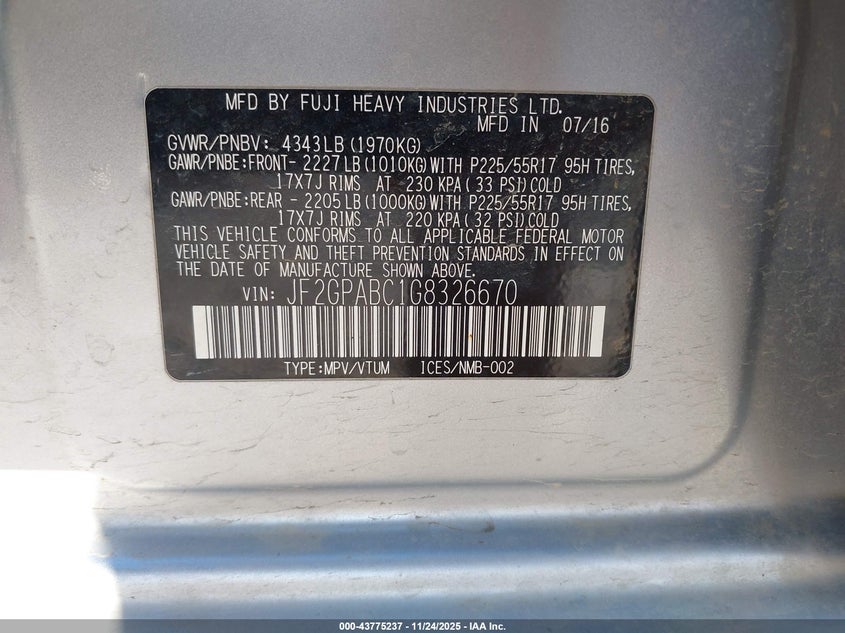 MFD BY FUJI HEAVY INDUSTRIES LTD.
MFD IN 07/16
GVWR/PNBV: 4343LB (1970KG)
GAWR/PNBE:FRONT- 2227LB(1010KG)WITH P225/55R17 95H TIRES,
17X7J RIMS AT 230 KPA( 33 PSI)COLD
GAWR/PNBE:REAR - 2205LB(1000KG)WITH P225/55R17 95H TIRES,
17X7J RIMS AT 220 KPA( 32 PSI)COLD
THIS VEHICLE CONFORMS TO ALL APPLICABLE FEDERAL MOTOR
VEHICLE SAFETY AND THEFT PREVENTION STANDARDS IN EFFECT ON
THE DATE OF MANUFACTURE SHOWN ABOVE.
VIN: JF2GPABC1G8326670
TYPE:MPV/VTUM ICES/NMB-002
000-43775237 - 11/24/2025 - IAA Inc.